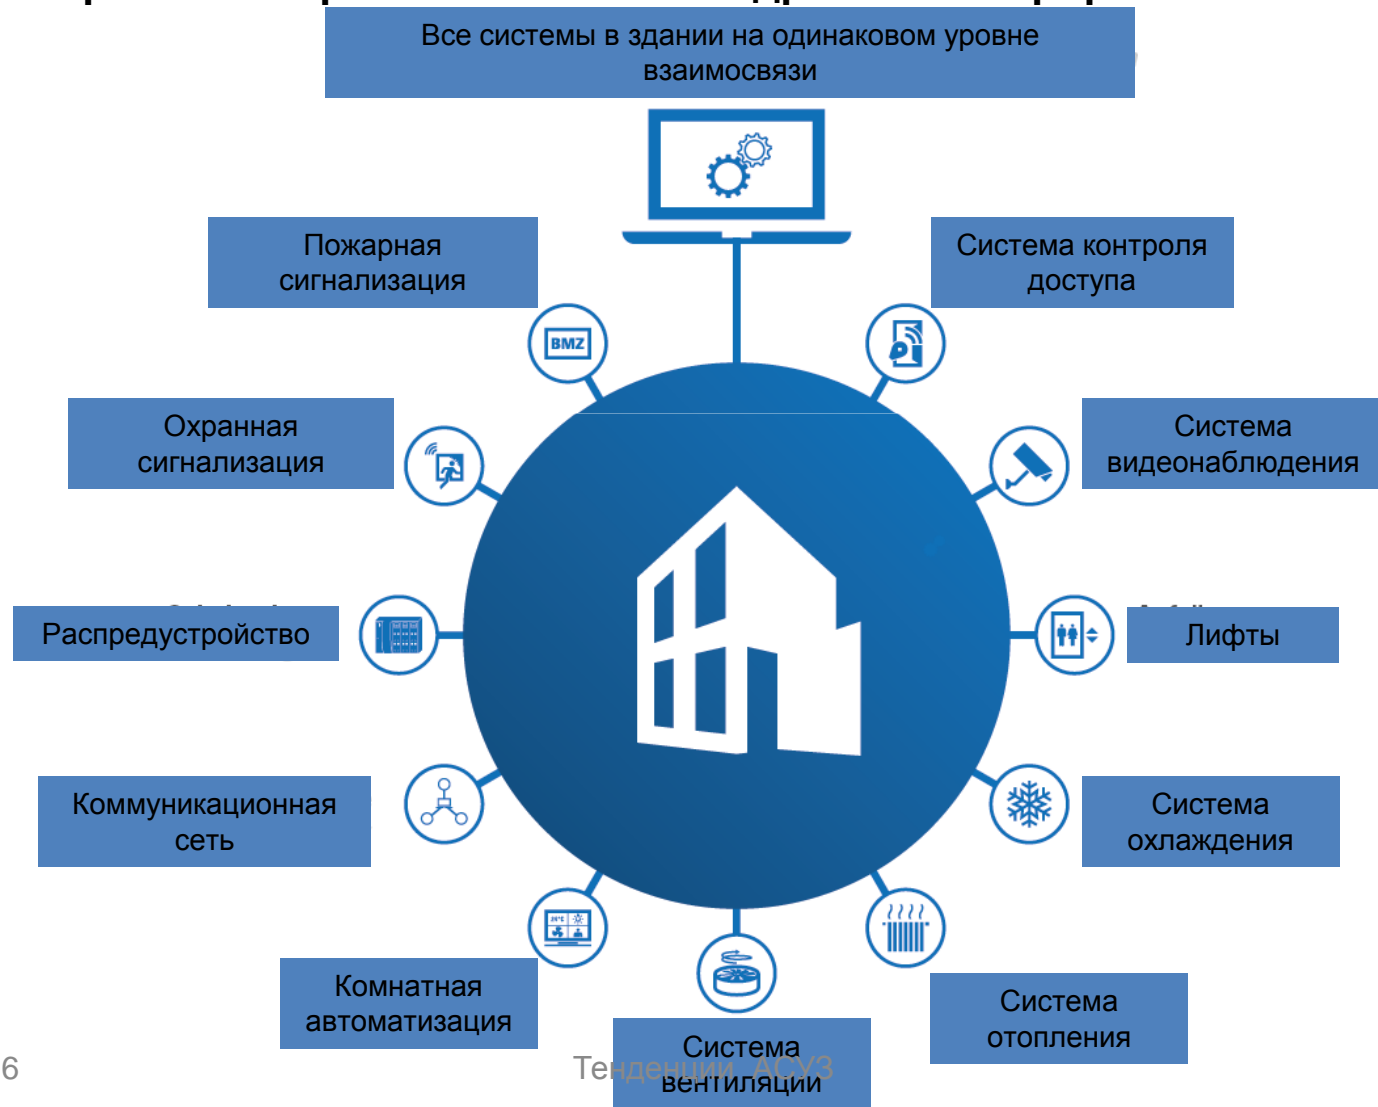 Все системы в здании на одинаковом уровне
взаимосвязи
Пожарная
сигнализация
Система контроля
доступа
BMZ
Охранная
сигнализация
Система
видеонаблюдения
Распредустройство
Лифты
Коммуникационная
сеть
Система
охлаждения
Комнатная
автоматизация
Система
отопления
Система
вентиляции
6
Тенденции АСУЗ